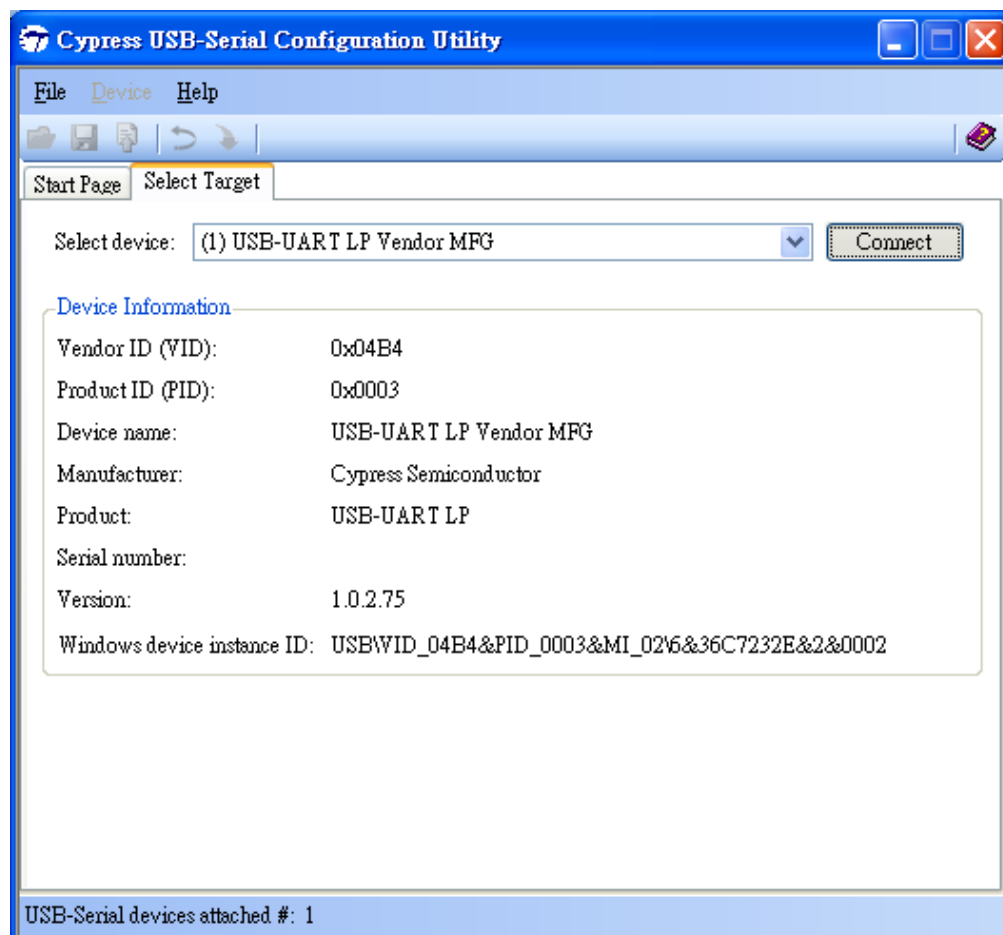 Cypress USB-Serial Configuration Utility
File Device Help
Start Page Select Target
Select device: (1) USB-UART LP Vendor MFG Connect
Device Information
Vendor ID (VID): 0x04B4
Product ID (PID): 0x0003
Device name: USB-UART LP Vendor MFG
Manufacturer: Cypress Semiconductor
Product: USB-UART LP
Serial number:
Version: 1.0.2.75
Windows device instance ID: USB\VID_04B4&PID_0003&MI_02\6&36C7232E&2&0002
USB-Serial devices attached #: 1